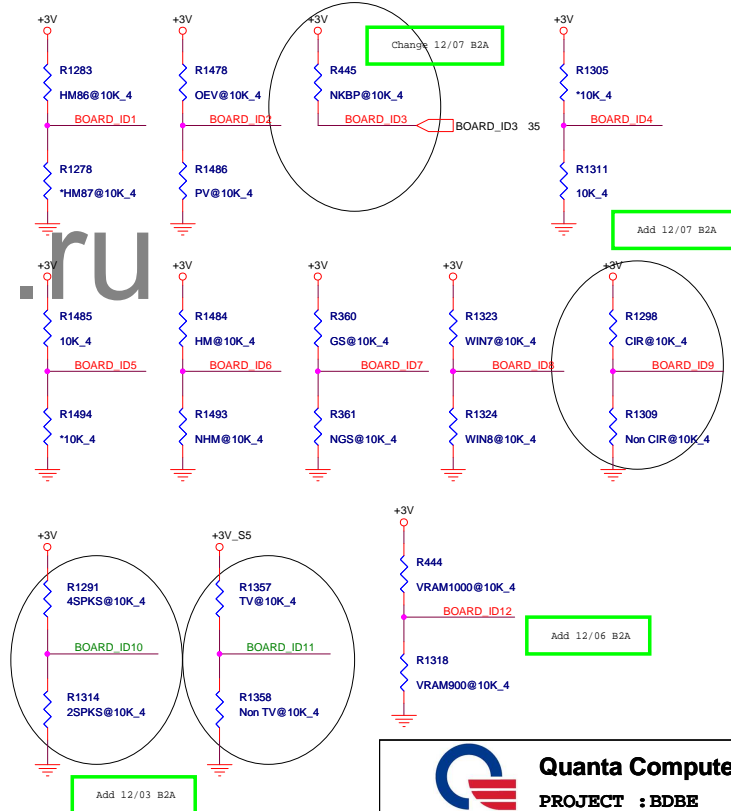 +3V +3V +3V +3V
Change 12/07 B2A
R1283 R1478 R445 R1305
HM86@10K_4 OEV@10K_4 NKBP@10K_4 *10K_4
BOARD_ID1 BOARD_ID2 BOARD_ID3 BOARD_ID3 35 BOARD_ID4
R1278 R1486 R1311
*HM87@10K_4 PV@10K_4 10K_4
Add 12/07 B2A
.ru
+3V +3V +3V +3V +3V
R1485 R1484 R360 R1323 R1298
10K_4 HM@10K_4 GS@10K_4 WIN7@10K_4 CIR@10K_4
BOARD_ID5 BOARD_ID6 BOARD_ID7 BOARD_ID8 BOARD_ID9
R1494 R1493 R361 R1324 R1309
*10K_4 NHM@10K_4 NGS@10K_4 WIN8@10K_4 Non CIR@10K_4
+3V +3V_S5 +3V
R1291 R1357 R444
4SPKS@10K_4 TV@10K_4 VRAM1000@10K_4
BOARD_ID10 BOARD_ID11 BOARD_ID12
Add 12/06 B2A
R1314 R1358 R1318
2SPKS@10K_4 Non TV@10K_4 VRAM900@10K_4
Add 12/03 B2A
Quanta Compute
PROJECT : BDBE